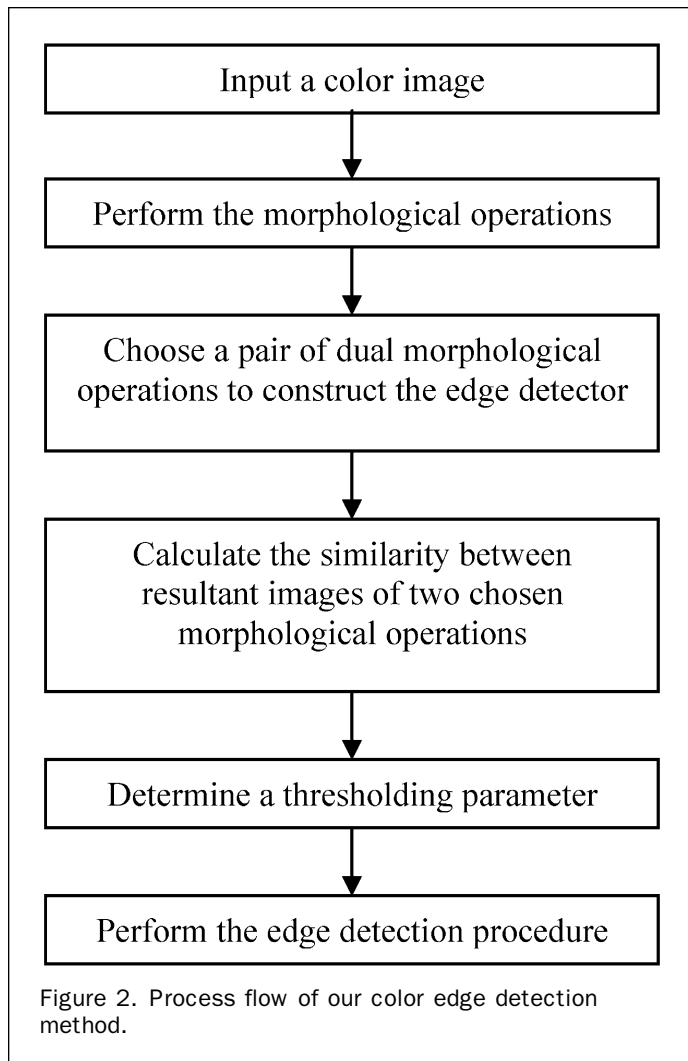 Input a color image
Perform the morphological operations
Choose a pair of dual morphological
operations to construct the edge detector
Calculate the similarity between
resultant images of two chosen
morphological operations
Determine a thresholding parameter
Perform the edge detection procedure
Figure 2. Process flow of our color edge detection
method.